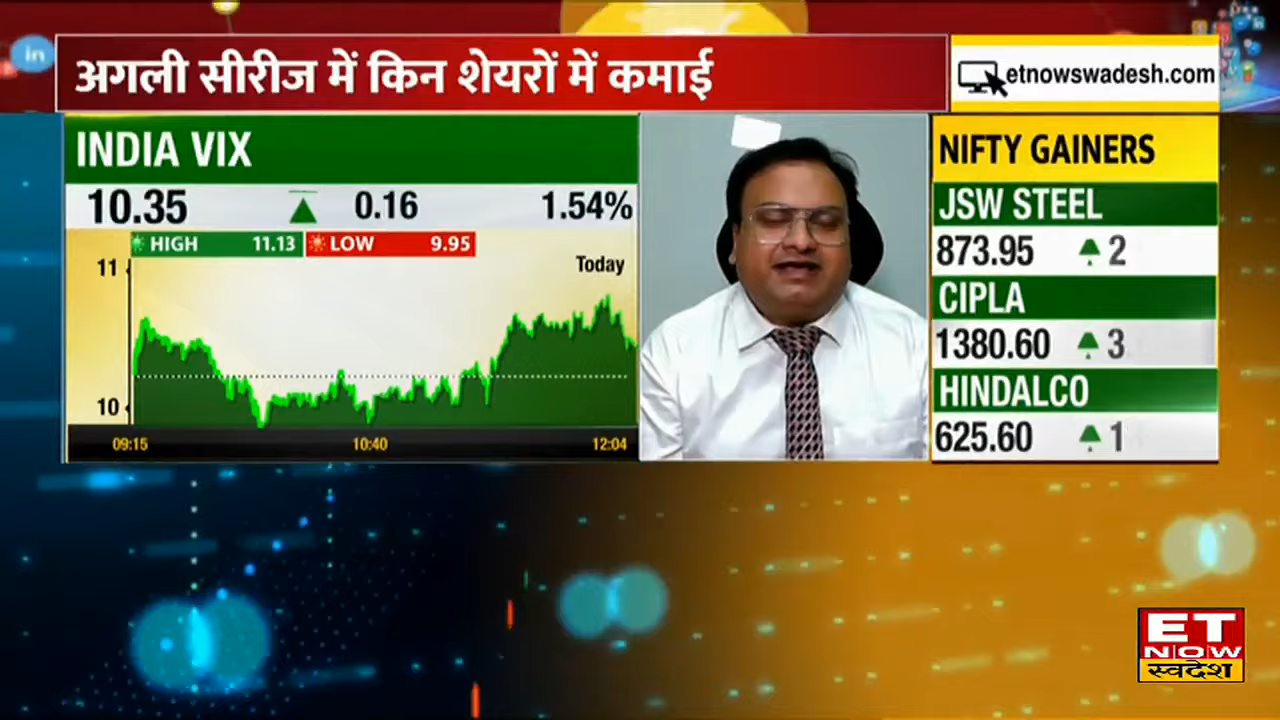 in
अगली सीरीज में किन शेयरों में कमाई
etnowswadesh.com
INDIA VIX
10.35 ▲ 0.16 1.54%
HIGH 11.13 LOW 9.95
Today
11
10
09:15 10:40 12:04
NIFTY GAINERS
JSW STEEL
873.95 ▲ 2
CIPLA
1380.60 ▲ 3
HINDALCO
625.60 ▲ 1
ET
NOW
स्वदेश